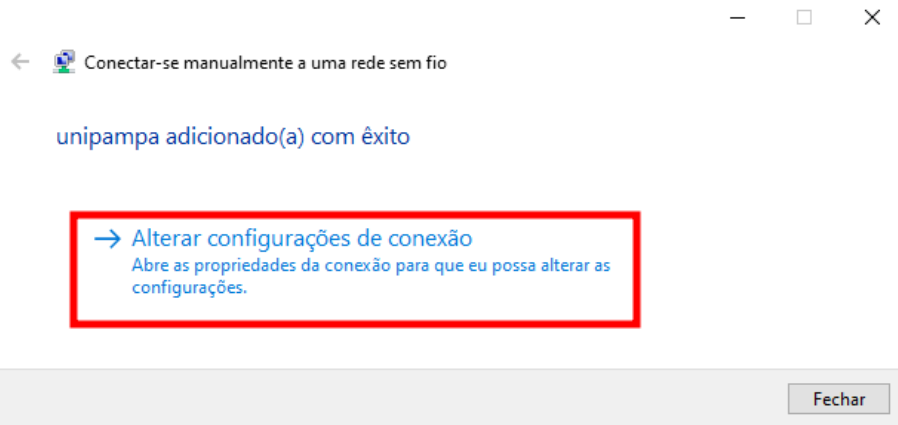 Conectar-se manualmente a uma rede sem fio
unipampa adicionado(a) com êxito
Alterar configurações de conexão
Abre as propriedades da conexão para que eu possa alterar as
configurações.
Fechar